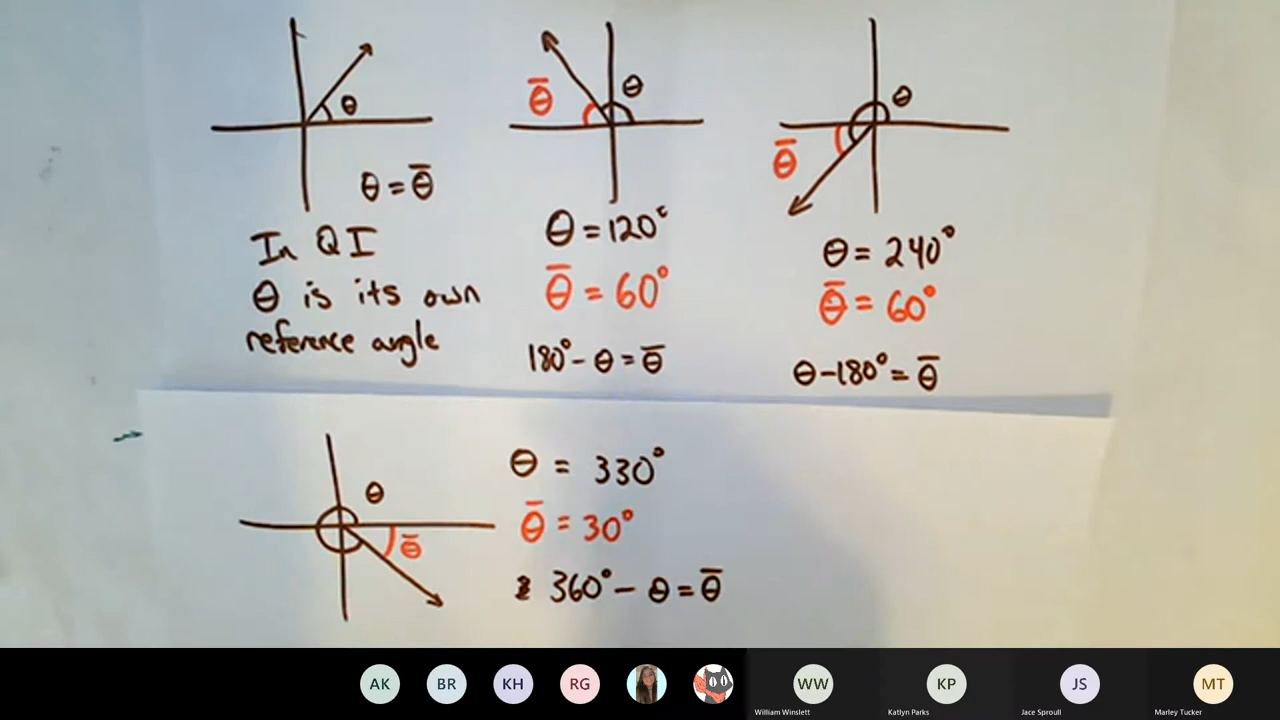 θ
θ = θ̅
In QI
θ is its own
reference angle
θ̅
θ
θ = 120°
θ̅ = 60°
180° - θ = θ̅
θ
θ̅
θ = 240°
θ̅ = 60°
θ - 180° = θ̅
θ
θ̅
θ = 330°
θ̅ = 30°
360° - θ = θ̅
AK
BR
KH
RG
WW
KP
JS
MT
William Winslett
Katlyn Parks
Jace Sproull
Marley Tucker